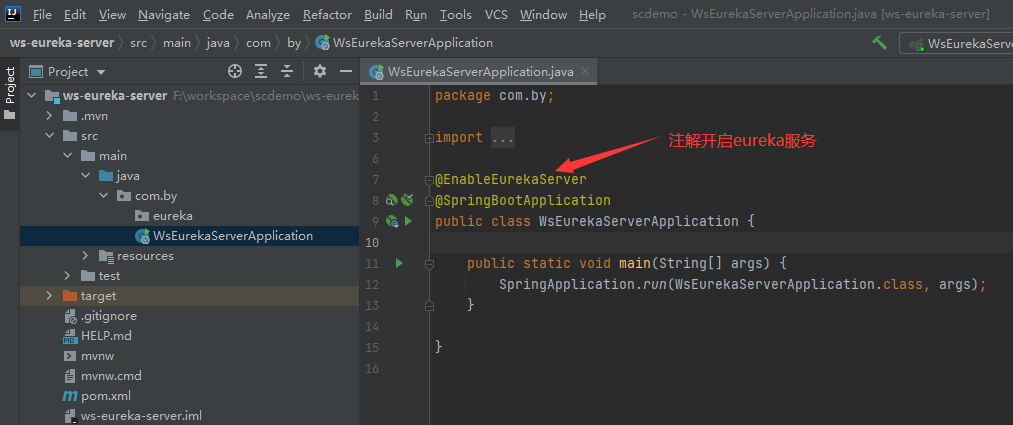 IJ File Edit View Navigate Code Analyze Refactor Build Run Tools VCS Window Help scdemo - WsEurekaServerApplication.java [ws-eureka-server]
ws-eureka-server src main java com by WsEurekaServerApplication WsEurekaServ
Project
Project
WsEurekaServerApplication.java
ws-eureka-server F:\workspace\scdemo\ws-eurek
.mvn
src
main
java
com.by
eureka
WsEurekaServerApplication
resources
test
target
.gitignore
HELP.md
mvnw
mvnw.cmd
pom.xml
ws-eureka-server.iml
1 package com.by;
2
3 import ...
6
注解开启eureka服务
7 @EnableEurekaServer
8 @SpringBootApplication
9 public class WsEurekaServerApplication {
10
11 public static void main(String[] args) {
12 SpringApplication.run(WsEurekaServerApplication.class, args);
13 }
14
15 }
16